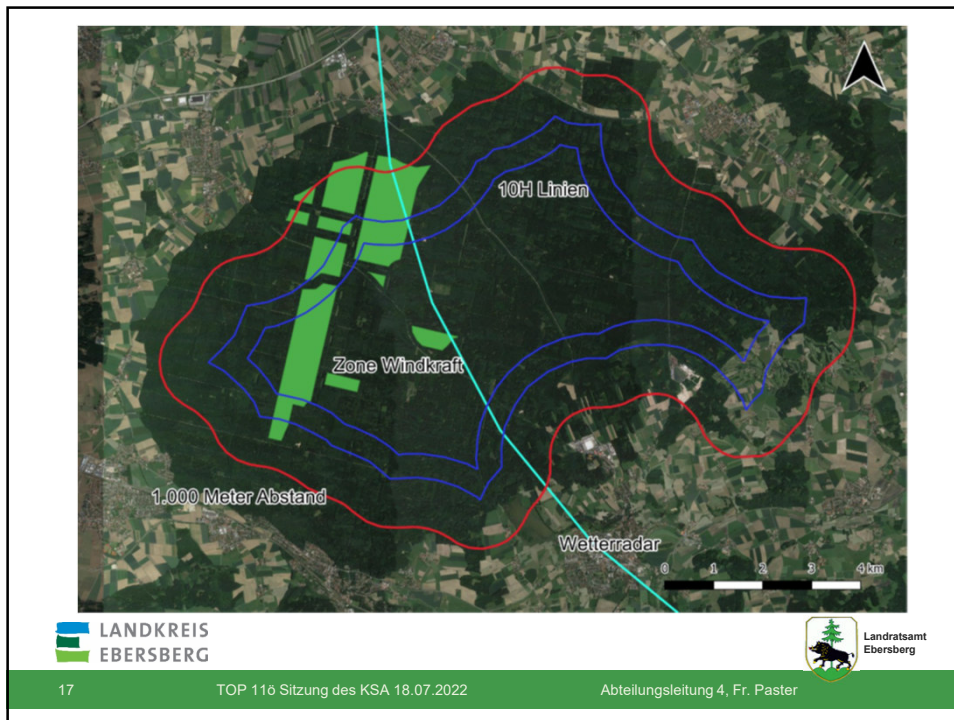 10H Linien
Zone Windkraft
1.000 Meter Abstand
Wetterradar
0 1 2 3 4 km
LANDKREIS
EBERSBERG
Landratsamt
Ebersberg
17 TOP 11ö Sitzung des KSA 18.07.2022 Abteilungsleitung 4, Fr. Paster